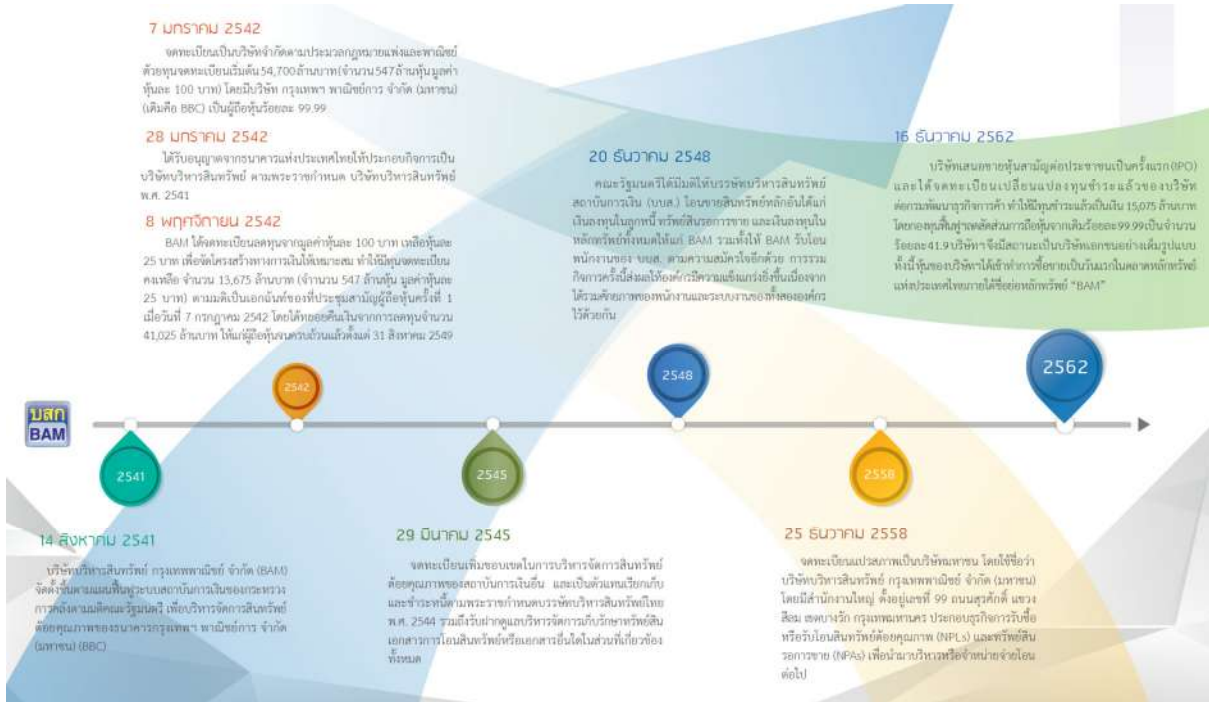 7 มกราคม 2542
จดทะเบียนเป็นบริษัทจำกัดตามประมวลกฎหมายแพ่งและพาณิชย์
ด้วยทุนจดทะเบียนเริ่มต้น 54,700 ล้านบาท (จำนวน 547 ล้านหุ้น มูลค่า
หุ้นละ 100 บาท) โดยมีบริษัท กรุงเทพฯ พาณิชย์การ จำกัด (มหาชน)
(เดิมคือ BBC) เป็นผู้ถือหุ้นร้อยละ 99.99
28 มกราคม 2542
ได้รับอนุญาตจากธนาคารแห่งประเทศไทยให้ประกอบกิจการเป็น
บริษัทบริหารสินทรัพย์ ตามพระราชกำหนด บริษัทบริหารสินทรัพย์
พ.ศ. 2541
8 พฤศจิกายน 2542
BAM ได้จดทะเบียนลดทุนจากมูลค่าหุ้นละ 100 บาท เหลือหุ้นละ
25 บาท เพื่อจัดโครงสร้างทางการเงินให้เหมาะสม ทำให้มีทุนจดทะเบียน
คงเหลือ จำนวน 13,675 ล้านบาท (จำนวน 547 ล้านหุ้น มูลค่าหุ้นละ
25 บาท) ตามมติเป็นเอกฉันท์ของที่ประชุมสามัญผู้ถือหุ้นครั้งที่ 1
เมื่อวันที่ 7 กรกฎาคม 2542 โดยได้ทยอยคืนเงินจากการลดทุนจำนวน
41,025 ล้านบาท ให้แก่ผู้ถือหุ้นจนครบถ้วนแล้วตั้งแต่ 31 สิงหาคม 2549
20 ธันวาคม 2548
คณะรัฐมนตรีได้มีมติให้บรรษัทบริหารสินทรัพย์
สถาบันการเงิน (บบส.) โอนขายสินทรัพย์หลักอันได้แก่
เงินลงทุนในลูกหนี้ ทรัพย์สินรอการขาย และเงินลงทุนใน
หลักทรัพย์ทั้งหมดให้แก่ BAM รวมทั้งให้ BAM รับโอน
พนักงานของ บบส. ตามความสมัครใจอีกด้วย การรวม
กิจการครั้งนี้ส่งผลให้องค์กรมีความแข็งแกร่งยิ่งขึ้นเนื่องจาก
ได้รวมศักยภาพของพนักงานและระบบงานของทั้งสององค์กร
ไว้ด้วยกัน
16 ธันวาคม 2562
บริษัทเสนอขายหุ้นสามัญต่อประชาชนเป็นครั้งแรก (IPO)
และได้จดทะเบียนเปลี่ยนแปลงทุนชำระแล้วของบริษัท
ต่อกรมพัฒนาธุรกิจการค้า ทำให้มีทุนชำระแล้วเป็นเงิน 15,075 ล้านบาท
โดยกองทุนฟื้นฟูฯลดสัดส่วนการถือหุ้นจากเดิมร้อยละ 99.99 เป็นจำนวน
ร้อยละ 41.9 บริษัทฯ จึงมีสถานะเป็นบริษัทเอกชนอย่างเต็มรูปแบบ
ทั้งนี้ หุ้นของบริษัทฯ ได้เข้าทำการซื้อขายเป็นวันแรกในตลาดหลักทรัพย์
แห่งประเทศไทยภายใต้ชื่อย่อหลักทรัพย์ "BAM"
2542
2548
2562
บสก
BAM
2541
2545
2558
14 สิงหาคม 2541
บริษัทบริหารสินทรัพย์ กรุงเทพพาณิชย์ จำกัด (BAM)
จัดตั้งขึ้นตามแผนฟื้นฟูระบบสถาบันการเงินของกระทรวง
การคลังตามมติคณะรัฐมนตรี เพื่อบริหารจัดการสินทรัพย์
ด้อยคุณภาพของธนาคารกรุงเทพฯ พาณิชย์การ จำกัด
(มหาชน) (BBC)
29 มีนาคม 2545
จดทะเบียนเพิ่มขอบเขตในการบริหารจัดการสินทรัพย์
ด้อยคุณภาพของสถาบันการเงินอื่น และเป็นตัวแทนเรียกเก็บ
และชำระหนี้ตามพระราชกำหนดบรรษัทบริหารสินทรัพย์ไทย
พ.ศ. 2544 รวมถึงรับฝากดูแลบริหารจัดการเก็บรักษาทรัพย์สิน
เอกสารการโอนสินทรัพย์หรือเอกสารอื่นใดในส่วนที่เกี่ยวข้อง
ทั้งหมด
25 ธันวาคม 2558
จดทะเบียนแปรสภาพเป็นบริษัทมหาชน โดยใช้ชื่อว่า
บริษัทบริหารสินทรัพย์ กรุงเทพพาณิชย์ จำกัด (มหาชน)
โดยมีสำนักงานใหญ่ ตั้งอยู่เลขที่ 99 ถนนสุรศักดิ์ แขวง
สีลม เขตบางรัก กรุงเทพมหานคร ประกอบธุรกิจการรับซื้อ
หรือรับโอนสินทรัพย์ด้อยคุณภาพ (NPLs) และทรัพย์สิน
รอการขาย (NPAs) เพื่อนำมาบริหารหรือจำหน่ายจ่ายโอน
ต่อไป